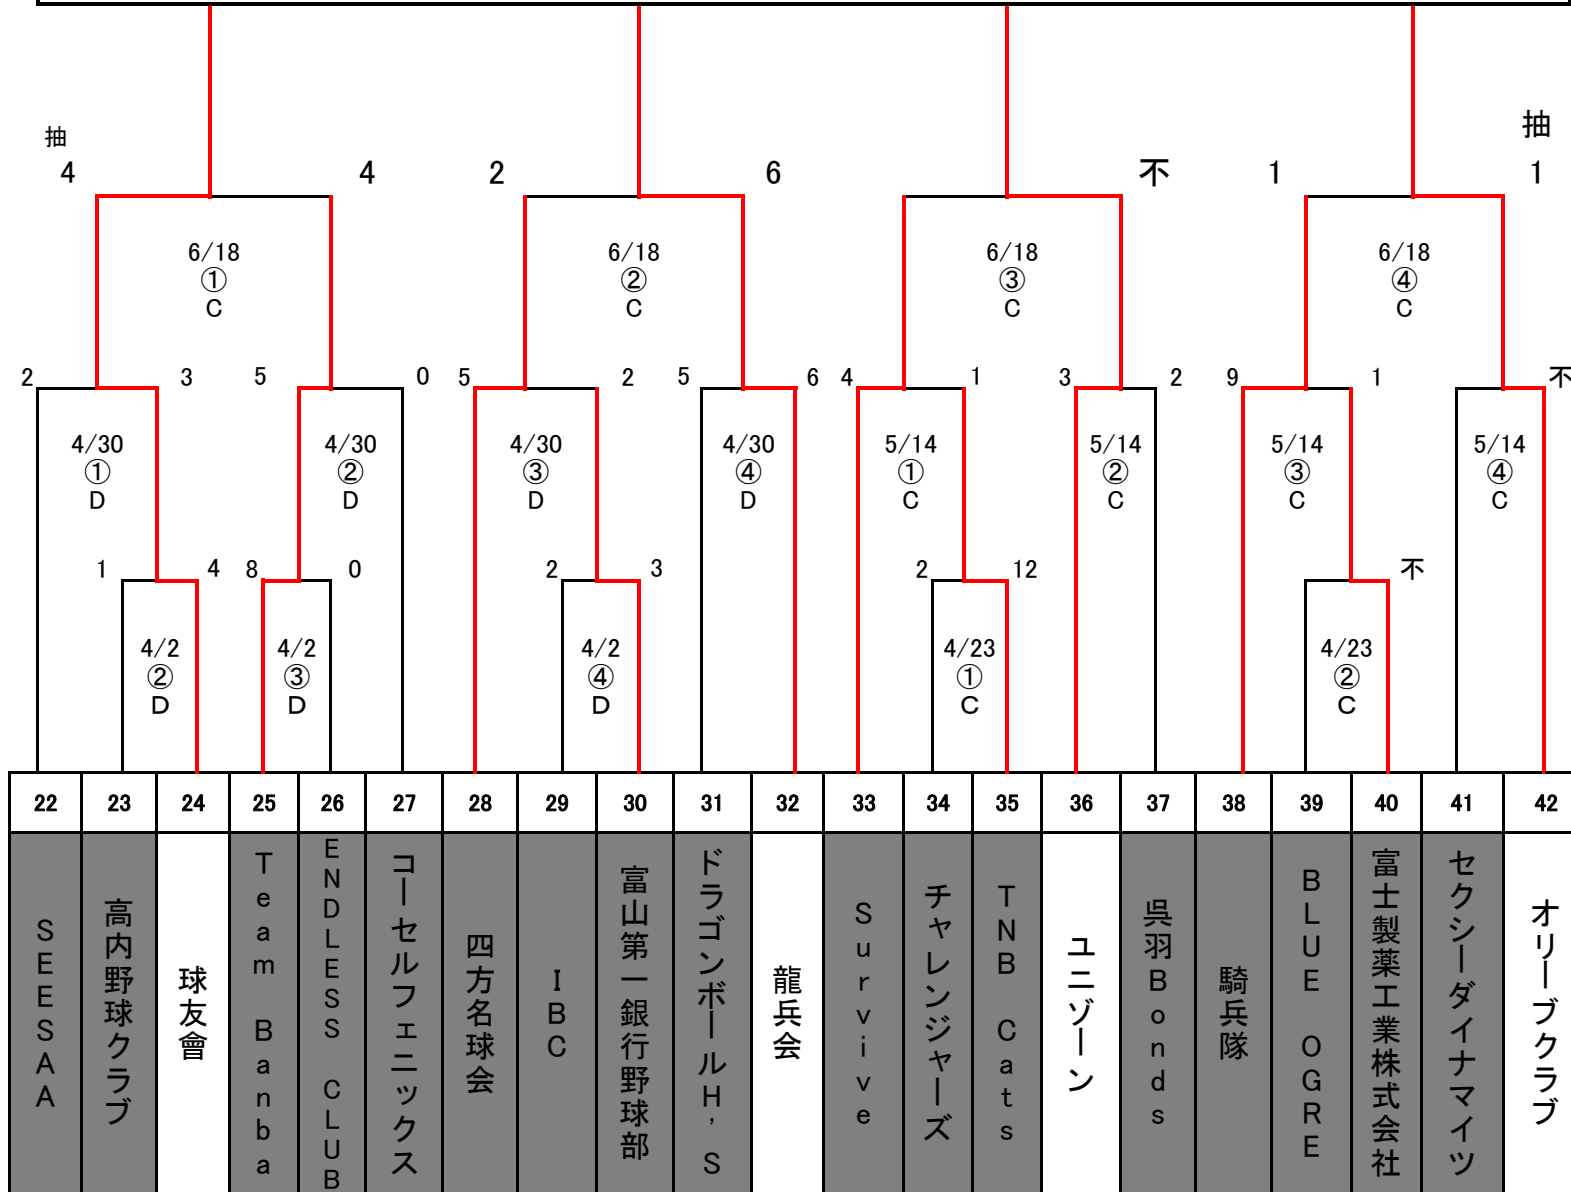 抽
抽
4 4 2 6 不 1 1
6/18 6/18 6/18 6/18
① ② ③ ④
C C C C
2 3 5 0 5 2 5 6 4 1 3 2 9 1 不
4/30 4/30 4/30 4/30 5/14 5/14 5/14 5/14
① ② ③ ④ ① ② ③ ④
D D D D C C C C
1 4 8 0 2 3 2 12 不
4/2 4/2 4/2 4/23 4/23
② ③ ④ ① ②
D D D C C
22 23 24 25 26 27 28 29 30 31 32 33 34 35 36 37 38 39 40 41 42
SEESAA
高内野球クラブ
球友會
Team Banba
ENDLESS CLUB
コーセルフェニックス
四方名球会
IBC
富山第一銀行野球部
ドラゴンボールH'S
龍兵会
Survive
チャレンジャーズ
TNB Cats
ユニゾーン
呉羽Bonds
騎兵隊
BLUE OGRE
富士製薬工業株式会社
セクシーダイナマイツ
オリーブクラブ